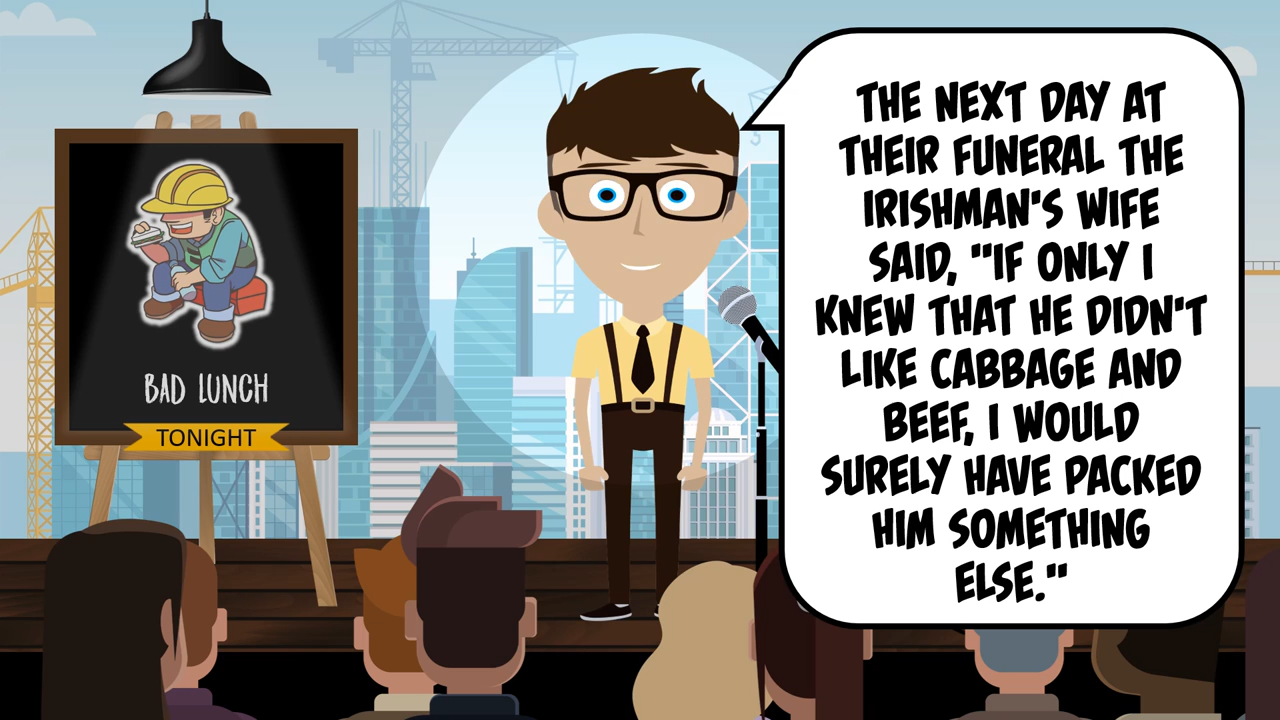 BAD LUNCH
TONIGHT
THE NEXT DAY AT
THEIR FUNERAL THE
IRISHMAN'S WIFE
SAID, "IF ONLY I
KNEW THAT HE DIDN'T
LIKE CABBAGE AND
BEEF, I WOULD
SURELY HAVE PACKED
HIM SOMETHING
ELSE."